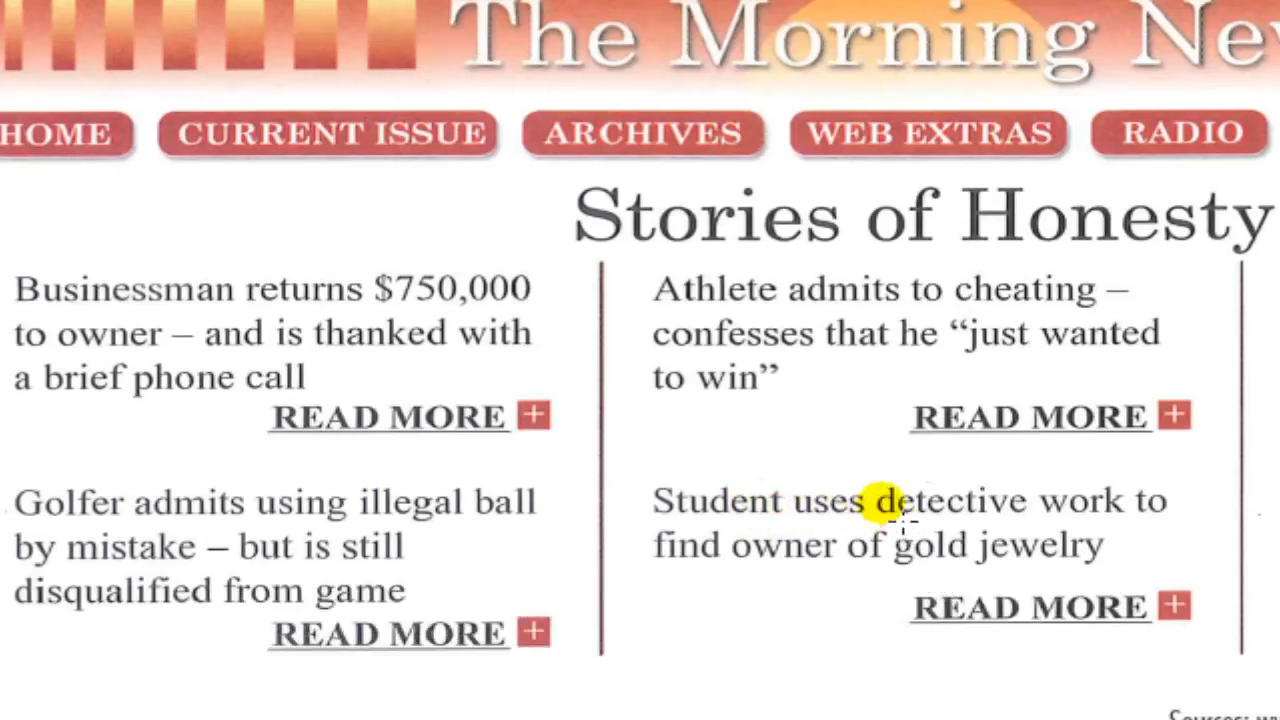 The Morning
HOME CURRENT ISSUE ARCHIVES WEB EXTRAS RADIO
Stories of Honesty
Businessman returns $750,000
to owner – and is thanked with
a brief phone call
READ MORE +
Golfer admits using illegal ball
by mistake – but is still
disqualified from game
READ MORE +
Athlete admits to cheating –
confesses that he “just wanted
to win”
READ MORE +
Student uses detective work to
find owner of gold jewelry
READ MORE +